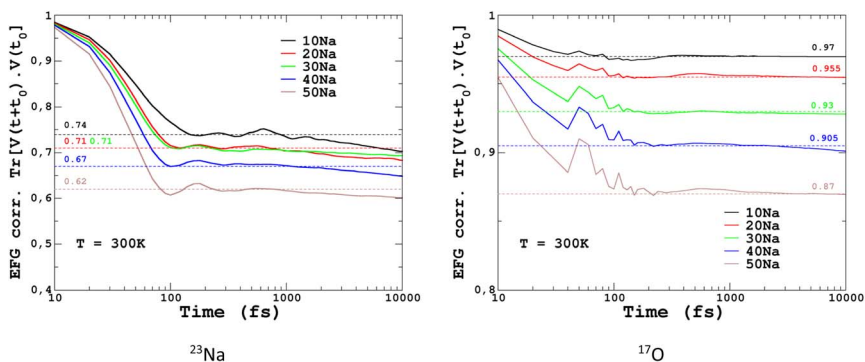 EFG corr. Tr[V(t+t₀).V(t₀]
1
0,9
0,8
0,7
0,6
0,5
0,4
10Na
20Na
30Na
40Na
50Na
0.74
0.71 0.71
0.67
0.62
T = 300K
10 100 1000 10000
Time (fs)
²³Na
EFG corr. Tr[V(t+t₀).V(t₀]
1
0,9
0,8
0.97
0.955
0.93
0.905
0.87
10Na
20Na
30Na
40Na
50Na
T = 300K
10 100 1000 10000
Time (fs)
¹⁷O